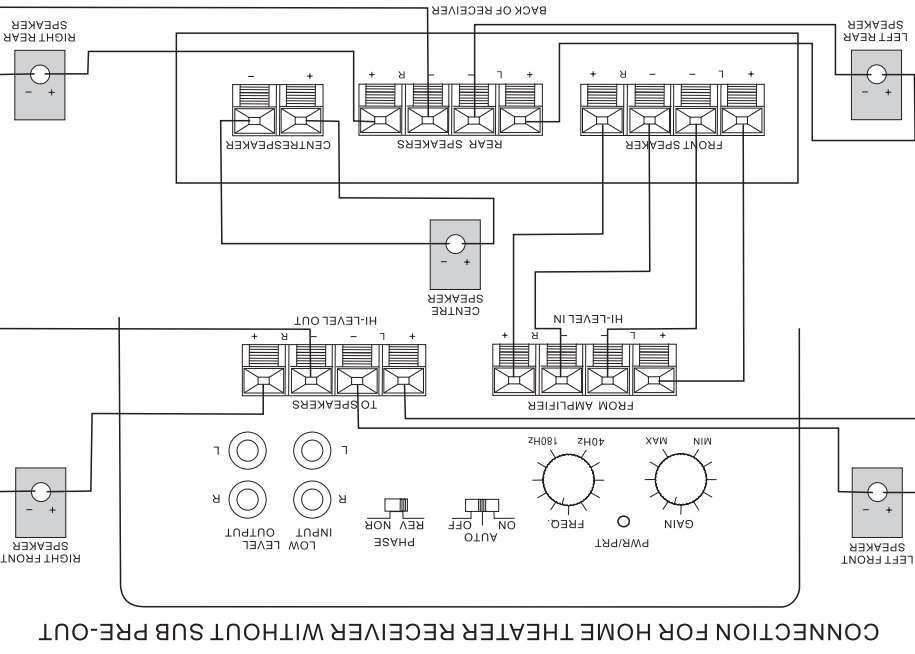 CONNECTION FOR HOME THEATER RECEIVER WITHOUT SUB PRE-OUT
LEFT FRONT
SPEAKER
+ −
PWR/PRT
GAIN
MIN MAX
FREQ.
40Hz 180Hz
AUTO
ON OFF
PHASE
REV NOR
LOW LEVEL
INPUT OUTPUT
R R
L L
RIGHT FRONT
SPEAKER
+ −
FROM AMPLIFIER
+ L − − R +
HI-LEVEL IN
TO SPEAKERS
+ L − − R +
HI-LEVEL OUT
CENTRE
SPEAKER
+ −
FRONT SPEAKER
+ L − − R +
REAR SPEAKERS
+ L − − R +
CENTRESPEAKER
+ −
LEFT REAR
SPEAKER
+ −
BACK OF RECEIVER
RIGHT REAR
SPEAKER
+ −